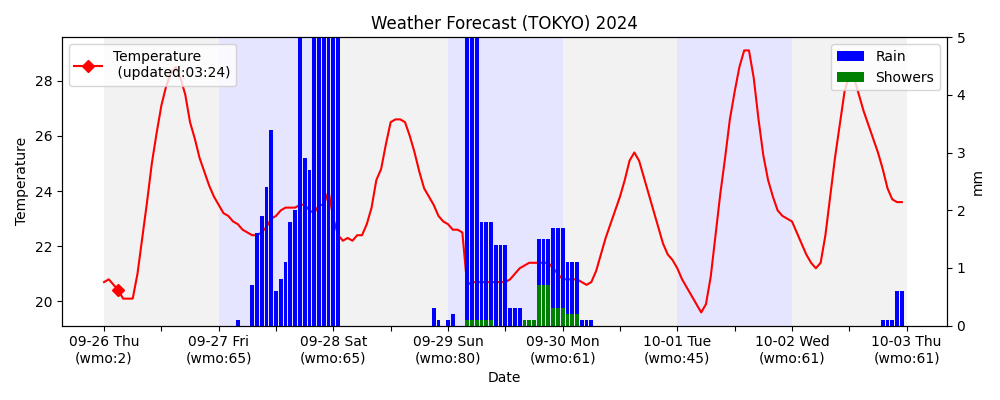 Weather Forecast (TOKYO) 2024
Temperature
(updated:03:24)
Rain
Showers
Temperature
28
26
24
22
20
5
4
3
2
1
0
mm
09-26 Thu
(wmo:2)
09-27 Fri
(wmo:65)
09-28 Sat
(wmo:65)
09-29 Sun
(wmo:80)
09-30 Mon
(wmo:61)
10-01 Tue
(wmo:45)
10-02 Wed
(wmo:61)
10-03 Thu
(wmo:61)
Date